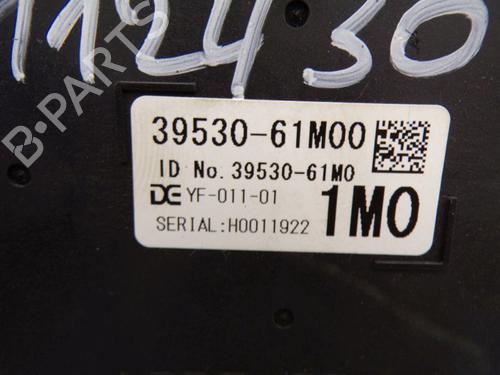 112430
39530-61M00
ID No. 39530-61M0
DE YF-011-01
1M0
SERIAL:H0011922
B-PARTS